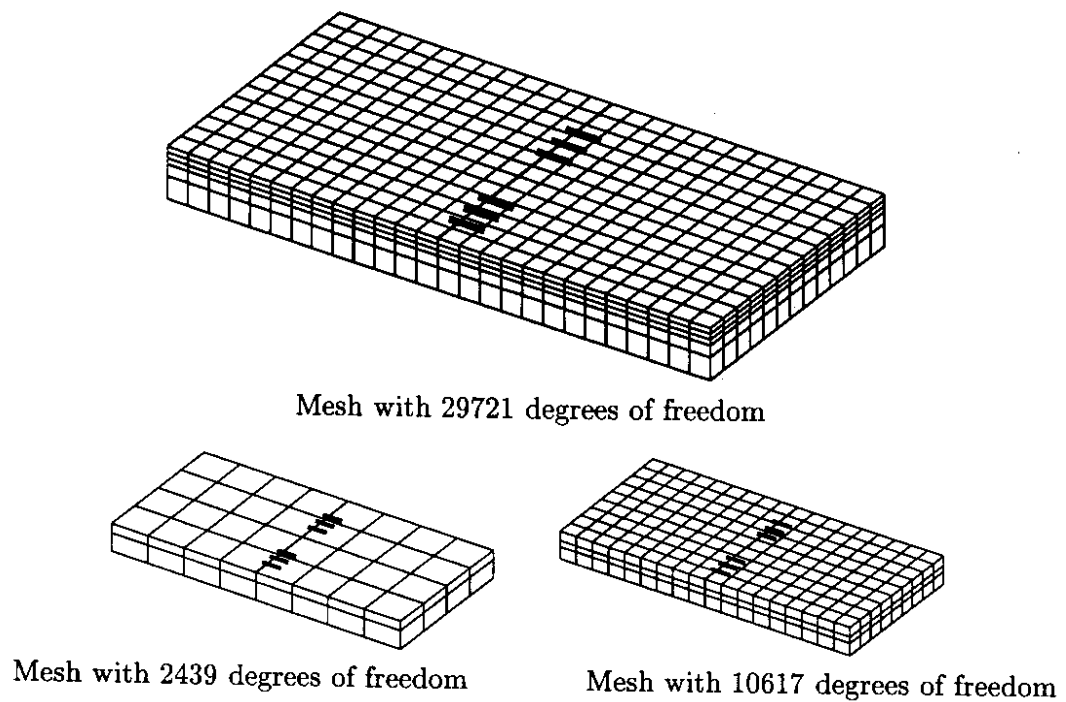 Mesh with 29721 degrees of freedom
Mesh with 2439 degrees of freedom
Mesh with 10617 degrees of freedom